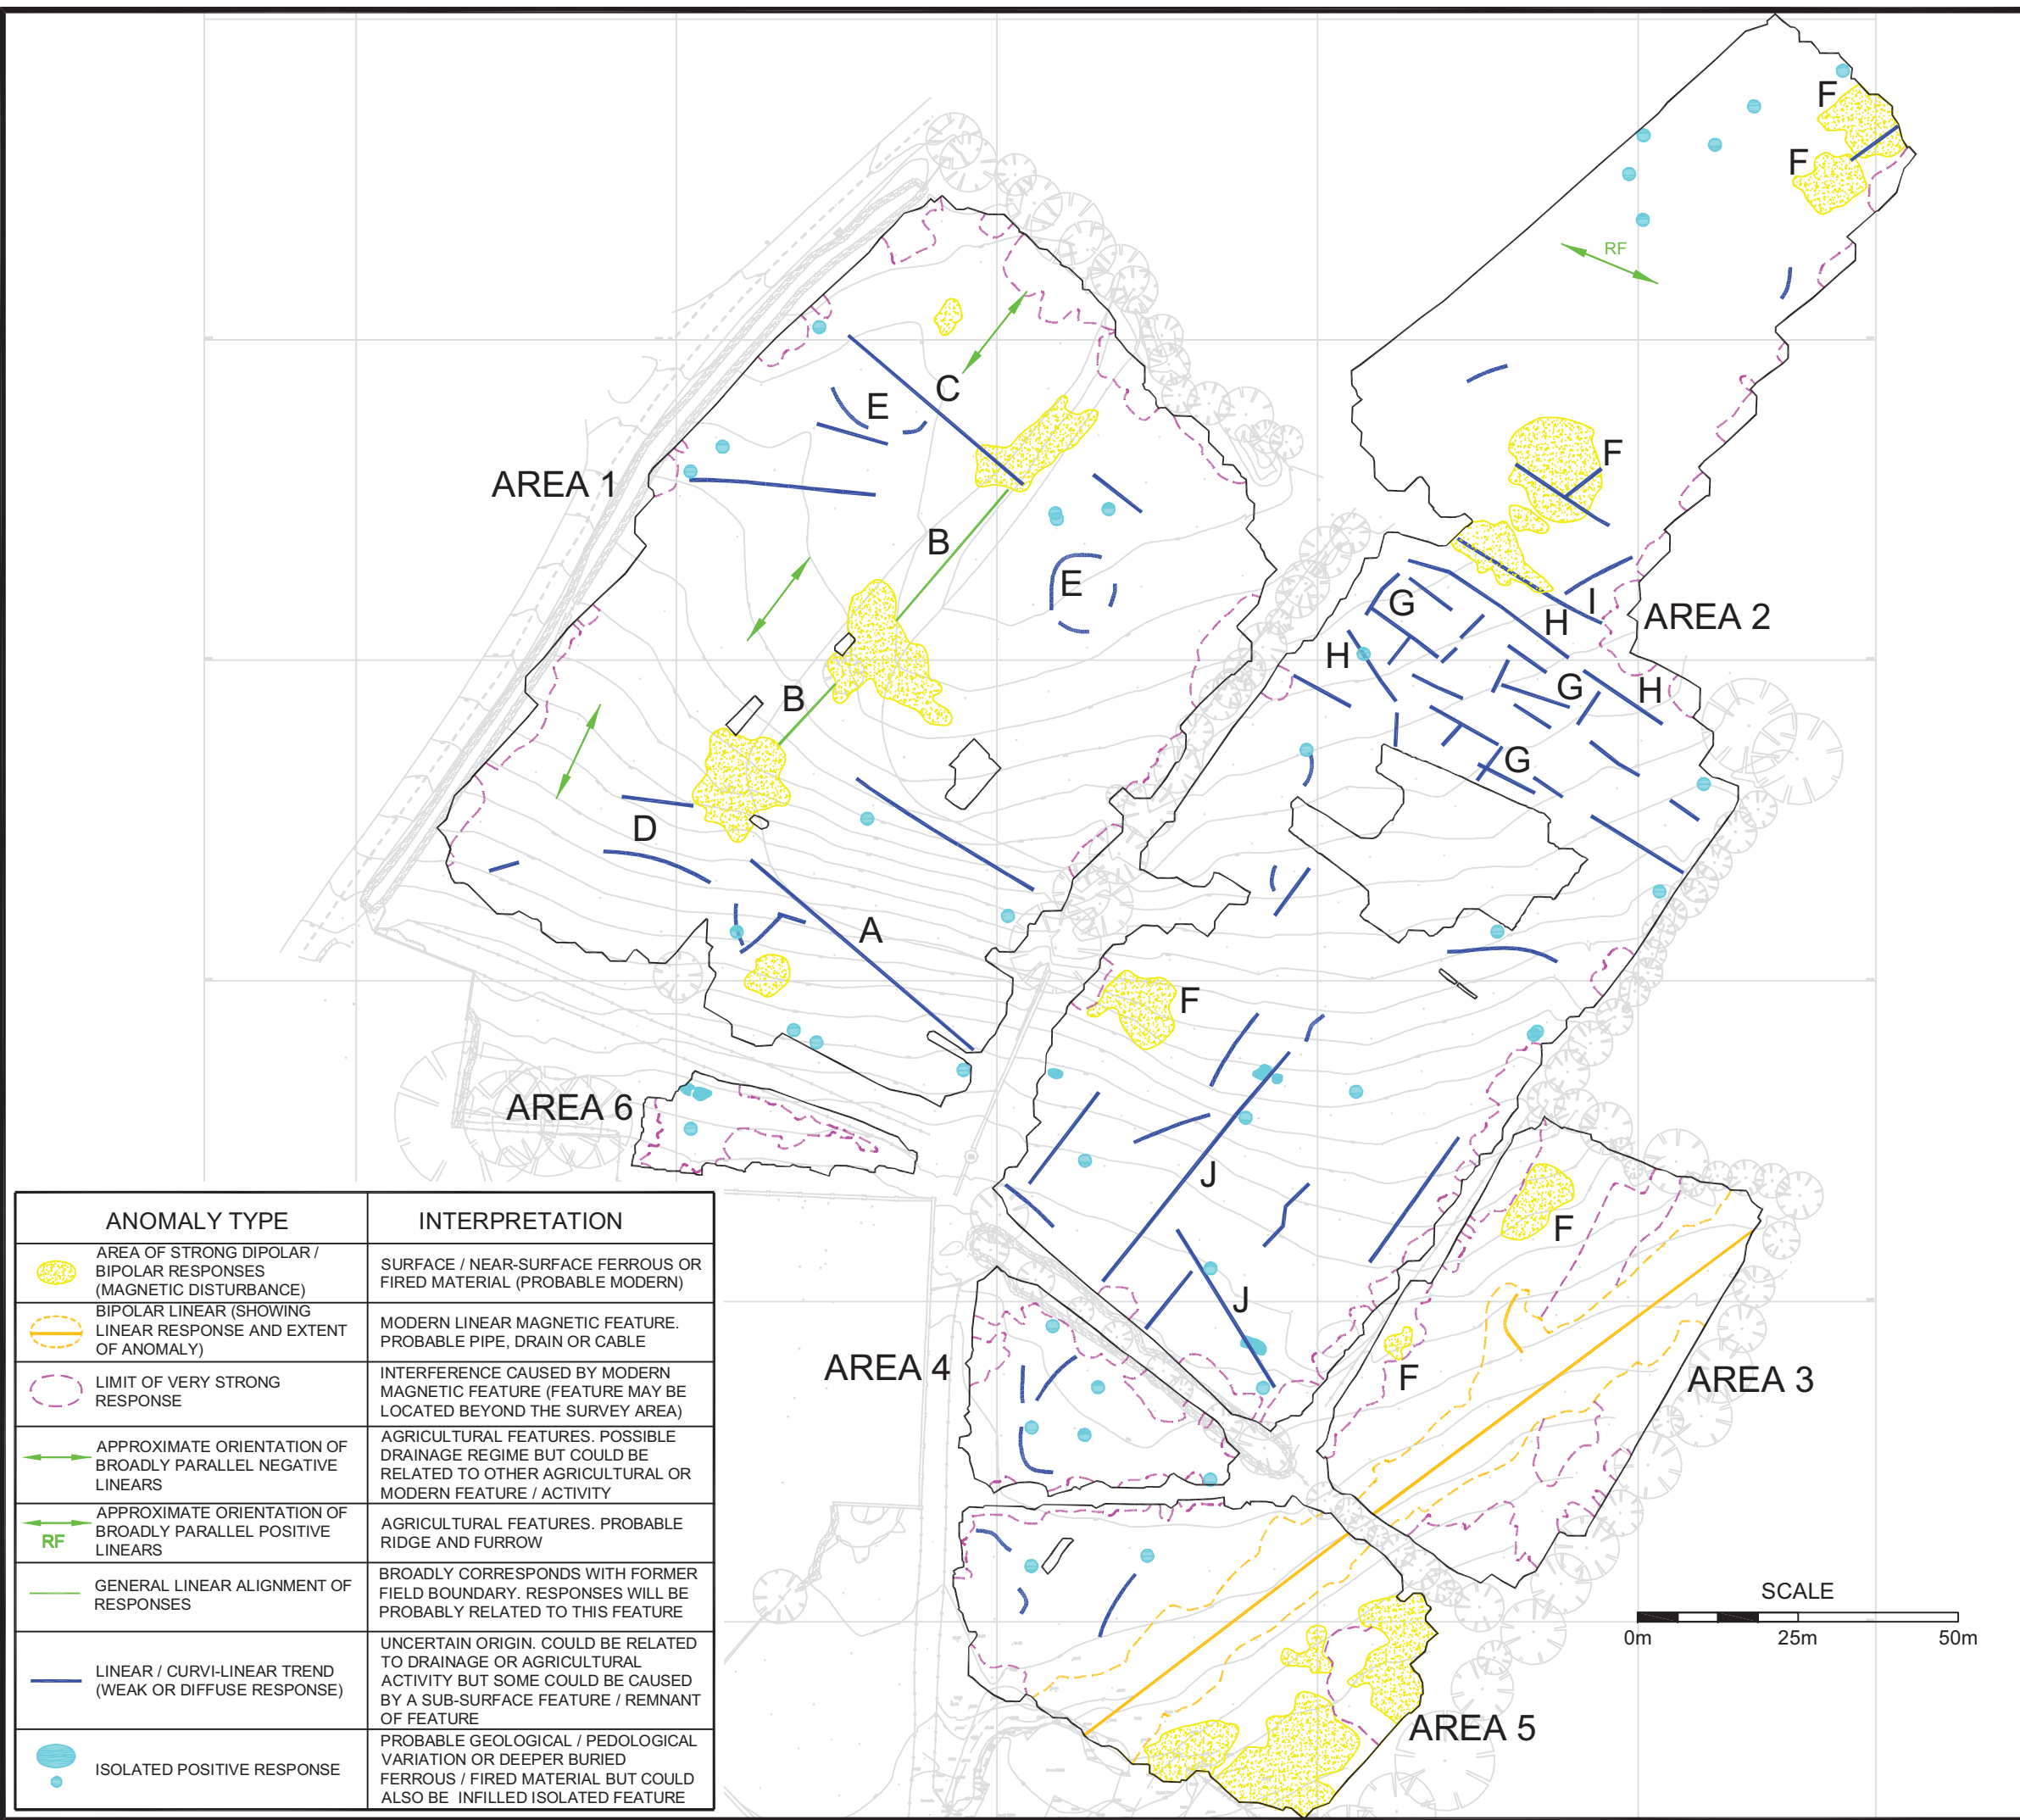 F
F
RF
E
C
AREA 1
F
B
E
G
I
H
AREA 2
H
B
G
H
G
D
A
F
AREA 6
J
F
J
AREA 4
F
AREA 3
AREA 5
SCALE
0m
25m
50m
ANOMALY TYPE
INTERPRETATION
AREA OF STRONG DIPOLAR /
BIPOLAR RESPONSES
(MAGNETIC DISTURBANCE)
SURFACE / NEAR-SURFACE FERROUS OR
FIRED MATERIAL (PROBABLE MODERN)
BIPOLAR LINEAR (SHOWING
LINEAR RESPONSE AND EXTENT
OF ANOMALY)
MODERN LINEAR MAGNETIC FEATURE.
PROBABLE PIPE, DRAIN OR CABLE
LIMIT OF VERY STRONG
RESPONSE
INTERFERENCE CAUSED BY MODERN
MAGNETIC FEATURE (FEATURE MAY BE
LOCATED BEYOND THE SURVEY AREA)
APPROXIMATE ORIENTATION OF
BROADLY PARALLEL NEGATIVE
LINEARS
AGRICULTURAL FEATURES. POSSIBLE
DRAINAGE REGIME BUT COULD BE
RELATED TO OTHER AGRICULTURAL OR
MODERN FEATURE / ACTIVITY
RF
APPROXIMATE ORIENTATION OF
BROADLY PARALLEL POSITIVE
LINEARS
AGRICULTURAL FEATURES. PROBABLE
RIDGE AND FURROW
GENERAL LINEAR ALIGNMENT OF
RESPONSES
BROADLY CORRESPONDS WITH FORMER
FIELD BOUNDARY. RESPONSES WILL BE
PROBABLY RELATED TO THIS FEATURE
LINEAR / CURVI-LINEAR TREND
(WEAK OR DIFFUSE RESPONSE)
UNCERTAIN ORIGIN. COULD BE RELATED
TO DRAINAGE OR AGRICULTURAL
ACTIVITY BUT SOME COULD BE CAUSED
BY A SUB-SURFACE FEATURE / REMNANT
OF FEATURE
ISOLATED POSITIVE RESPONSE
PROBABLE GEOLOGICAL / PEDOLOGICAL
VARIATION OR DEEPER BURIED
FERROUS / FIRED MATERIAL BUT COULD
ALSO BE INFILLED ISOLATED FEATURE